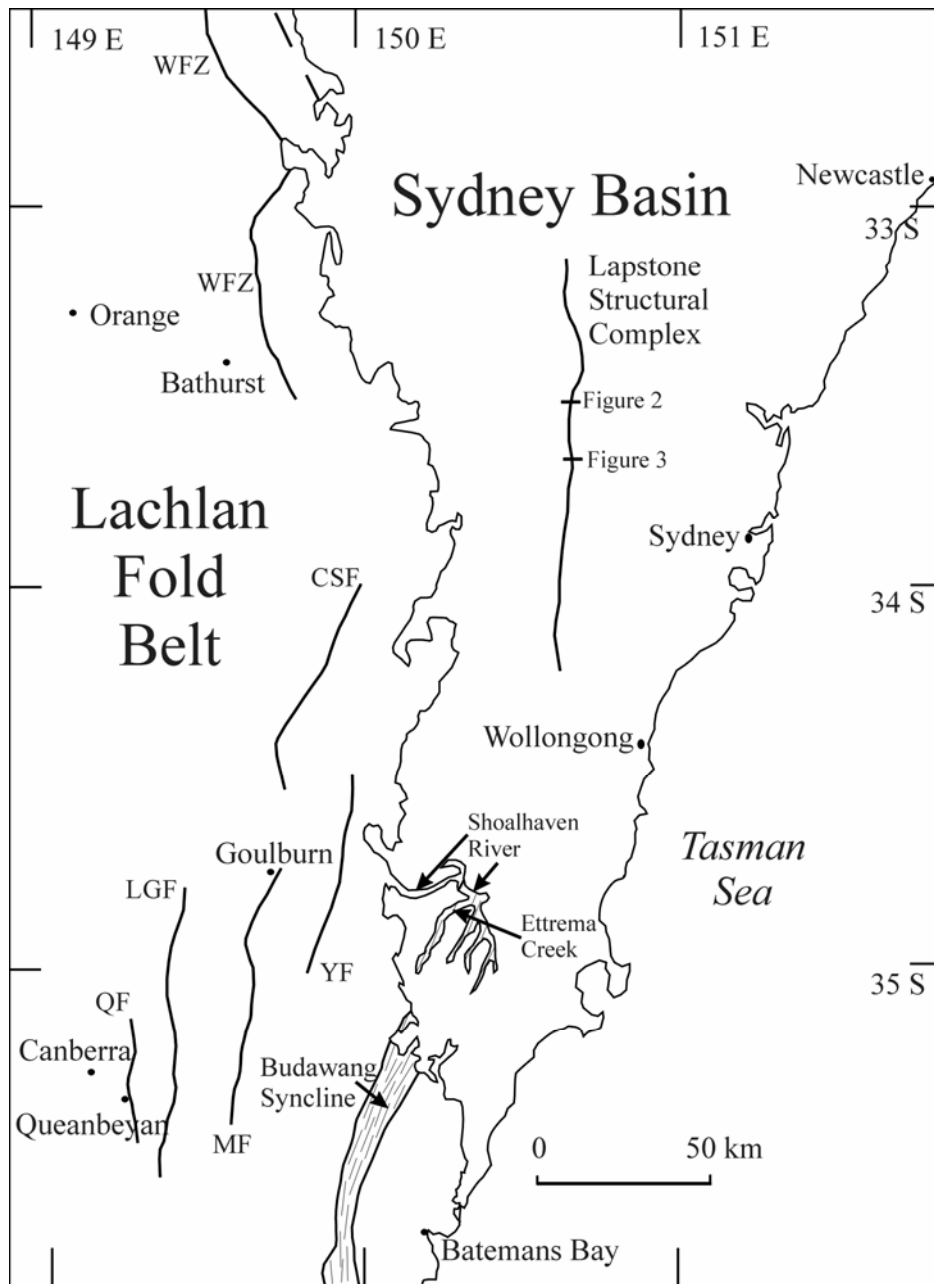 149 E
150 E
151 E
WFZ
Newcastle
Sydney Basin
33 S
Lapstone
Structural
Complex
WFZ
Orange
Bathurst
Figure 2
Figure 3
Lachlan
Fold
Belt
Sydney
CSF
34 S
Wollongong
Shoalhaven
River
Tasman
Sea
Goulburn
LGF
Ettrema
Creek
YF
35 S
QF
Canberra
Budawang
Syncline
Queanbeyan
MF
0 50 km
Batemans Bay